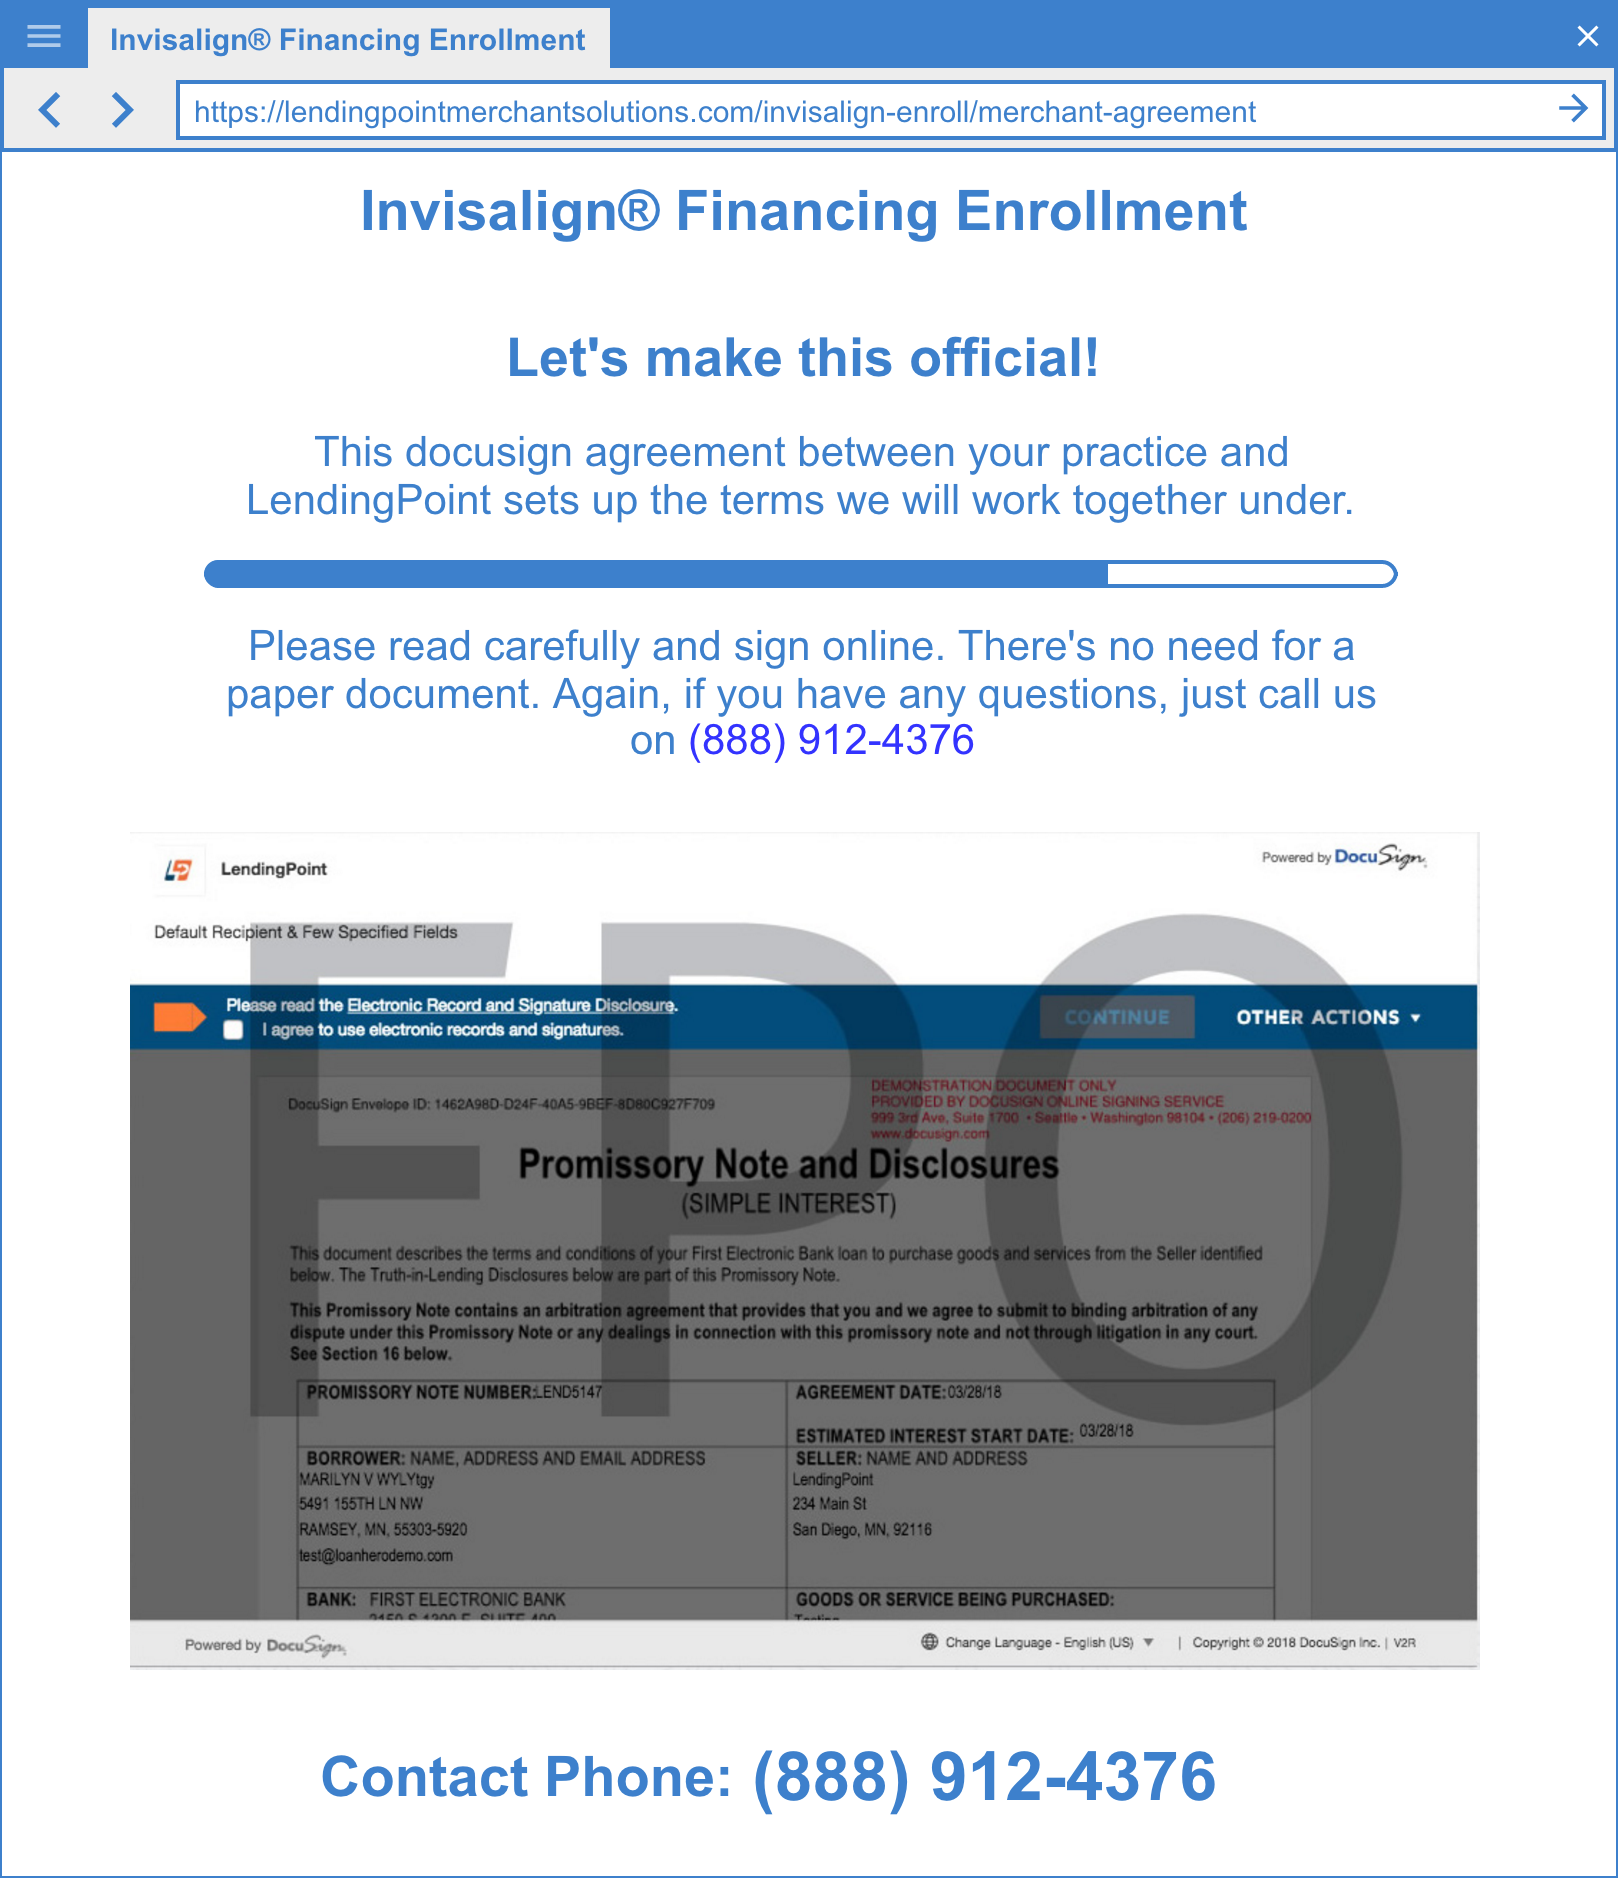 Invisalign® Financing Enrollment
https://lendingpointmerchantsolutions.com/invisalign-enroll/merchant-agreement
Invisalign® Financing Enrollment
Let's make this official!
This docusign agreement between your practice and
LendingPoint sets up the terms we will work together under.
Please read carefully and sign online. There's no need for a
paper document. Again, if you have any questions, just call us
on (888) 912-4376
LendingPoint
Powered by DocuSign
Default Recipient & Few Specified Fields
FPO
Please read the Electronic Record and Signature Disclosure.
I agree to use electronic records and signatures.
CONTINUE
OTHER ACTIONS
DocuSign Envelope ID: 1462A98D-D24F-40A5-9BEF-8D80C927F709
DEMONSTRATION DOCUMENT ONLY
PROVIDED BY DOCUSIGN ONLINE SIGNING SERVICE
999 3rd Ave, Suite 1700 • Seattle • Washington 98104 • (206) 219-0200
www.docusign.com
Promissory Note and Disclosures
(SIMPLE INTEREST)
This document describes the terms and conditions of your First Electronic Bank loan to purchase goods and services from the Seller identified
below. The Truth-in-Lending Disclosures below are part of this Promissory Note.
This Promissory Note contains an arbitration agreement that provides that you and we agree to submit to binding arbitration of any
dispute under this Promissory Note or any dealings in connection with this promissory note and not through litigation in any court.
See Section 16 below.
PROMISSORY NOTE NUMBER:LEND5147
AGREEMENT DATE:03/28/18
ESTIMATED INTEREST START DATE: 03/28/18
BORROWER: NAME, ADDRESS AND EMAIL ADDRESS
MARILYN V WYLYtgy
5491 155TH LN NW
RAMSEY, MN, 55303-5920
test@loanherodemo.com
SELLER: NAME AND ADDRESS
LendingPoint
234 Main St
San Diego, MN, 92116
BANK: FIRST ELECTRONIC BANK
2150 S 1300 E, SUITE 400
GOODS OR SERVICE BEING PURCHASED:
Testing
Powered by DocuSign
Change Language - English (US) | Copyright © 2018 DocuSign Inc. | V2R
Contact Phone: (888) 912-4376